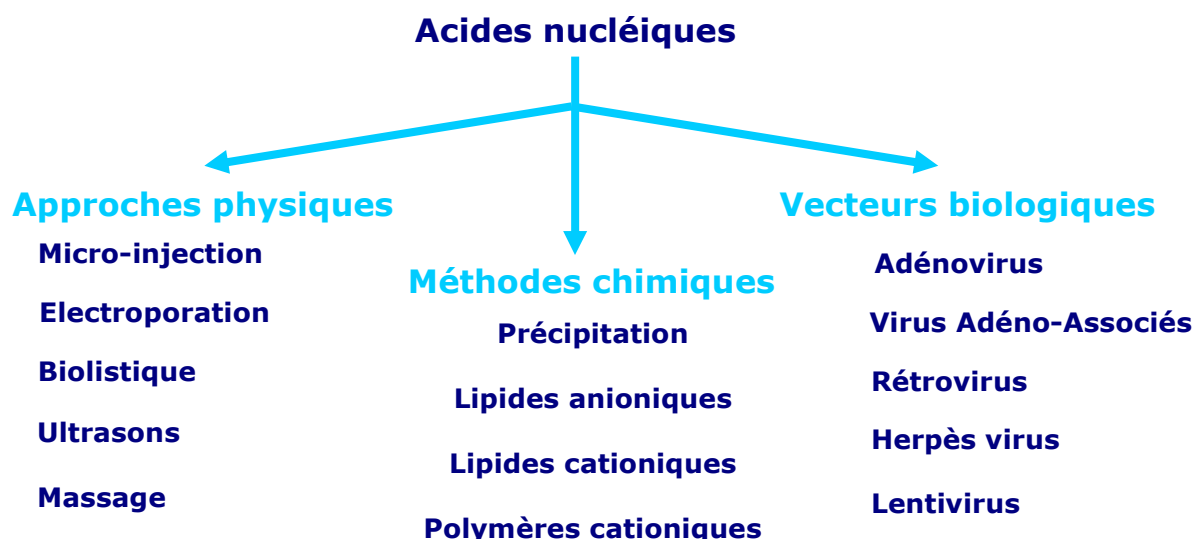 Acides nucléiques
Approches physiques
Micro-injection
Electroporation
Biolistique
Ultrasons
Massage
Méthodes chimiques
Précipitation
Lipides anioniques
Lipides cationiques
Polymères cationiques
Vecteurs biologiques
Adénovirus
Virus Adéno-Associés
Rétrovirus
Herpès virus
Lentivirus